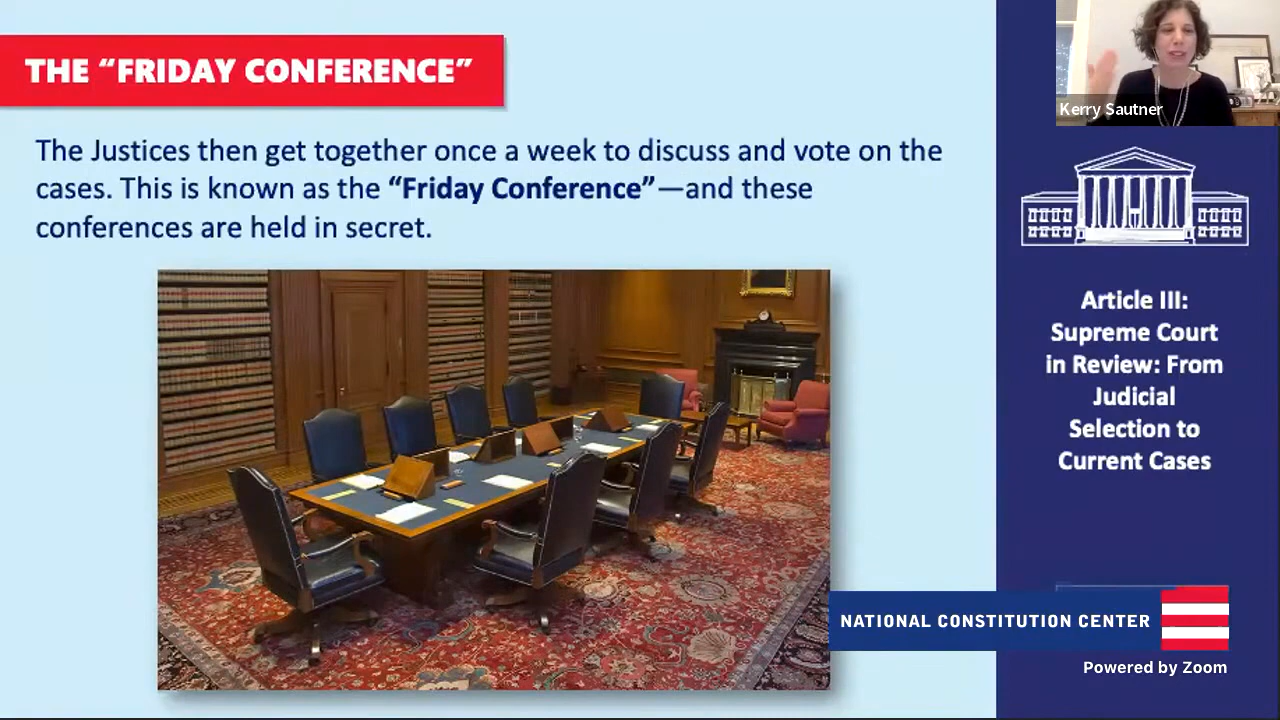 THE “FRIDAY CONFERENCE”
The Justices then get together once a week to discuss and vote on the
cases. This is known as the “Friday Conference”—and these
conferences are held in secret.
Kerry Sautner
Article III:
Supreme Court
in Review: From
Judicial
Selection to
Current Cases
NATIONAL CONSTITUTION CENTER
Powered by Zoom